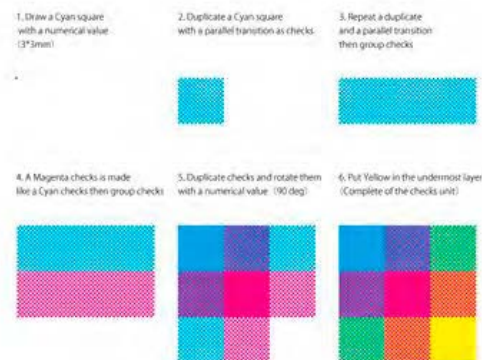 1. Draw a Cyan square
with a numerical value
(3*3mm)
2. Duplicate a Cyan square
with a parallel transition as checks
3. Repeat a duplicate
and a parallel transition
then group checks
4. A Magenta checks is made
like a Cyan checks then group checks
5. Duplicate checks and rotate them
with a numerical value (90 deg)
6. Put Yellow in the undermost layer
(Complete of the checks unit)